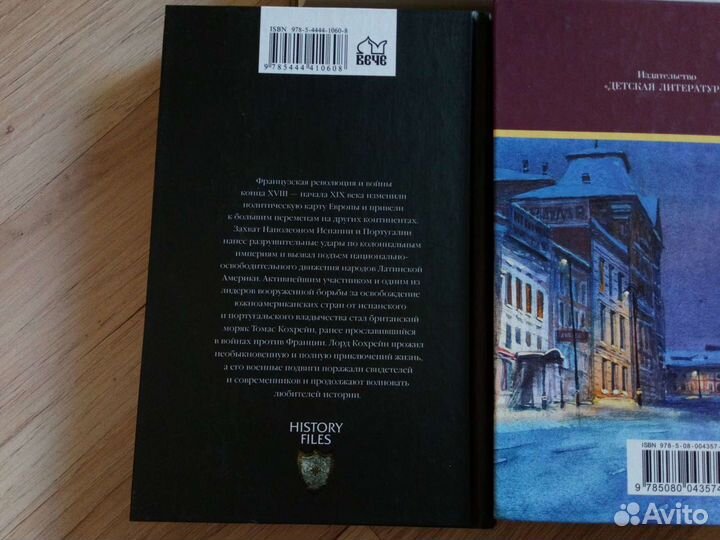 ISBN 978-5-4444-1060-8
9 785444 410608
ВЕЧЕ
Французская революция и войны
конца XVIII — начала XIX века изменили
политическую карту Европы и привели
к большим переменам на других континентах.
Захват Наполеоном Испании и Португалии
нанес разрушительные удары по колониальным
империям и вызвал подъем национально-
освободительного движения народов Латинской
Америки. Активнейшим участником и одним из
лидеров вооруженной борьбы за освобождение
южноамериканских стран от испанского
и португальского владычества стал британский
моряк Томас Кохрейн, ранее прославившийся
в войнах против Франции. Лорд Кохрейн прожил
необыкновенную и полную приключений жизнь,
а его военные подвиги поражали свидетелей
и современников и продолжают волновать
любителей истории.
HISTORY
FILES
Издательство
«ДЕТСКАЯ ЛИТЕРАТУР
ISBN 978-5-08-004357-
9 785080 04357
Avito